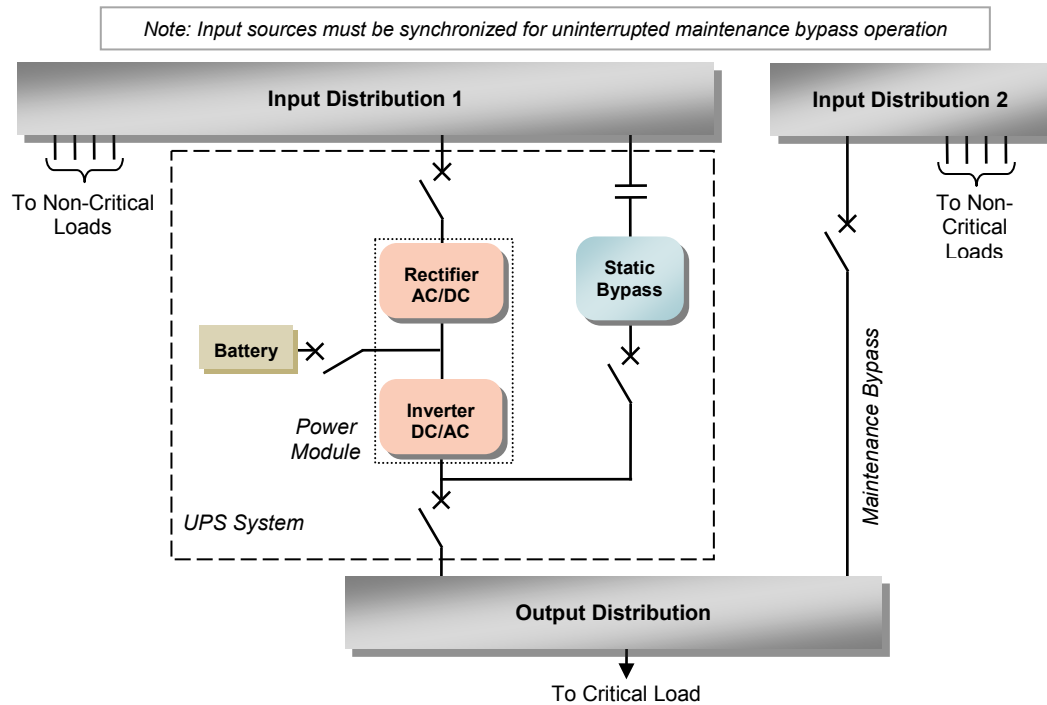 Note: Input sources must be synchronized for uninterrupted maintenance bypass operation
Input Distribution 1
Input Distribution 2
To Non-Critical
Loads
To Non-
Critical
Loads
Rectifier
AC/DC
Static
Bypass
Battery
Inverter
DC/AC
Power
Module
Maintenance Bypass
UPS System
Output Distribution
To Critical Load